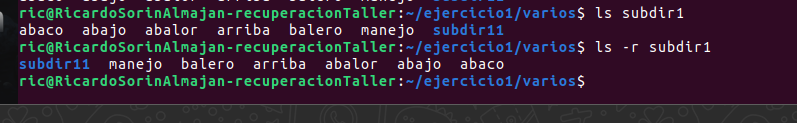 ric@RicardoSorinAlmajan-recuperacionTaller:~/ejercicio1/varios$ ls subdir1
abaco  abajo  abalor  arriba  balero  manejo  subdir11
ric@RicardoSorinAlmajan-recuperacionTaller:~/ejercicio1/varios$ ls -r subdir1
subdir11  manejo  balero  arriba  abalor  abajo  abaco
ric@RicardoSorinAlmajan-recuperacionTaller:~/ejercicio1/varios$